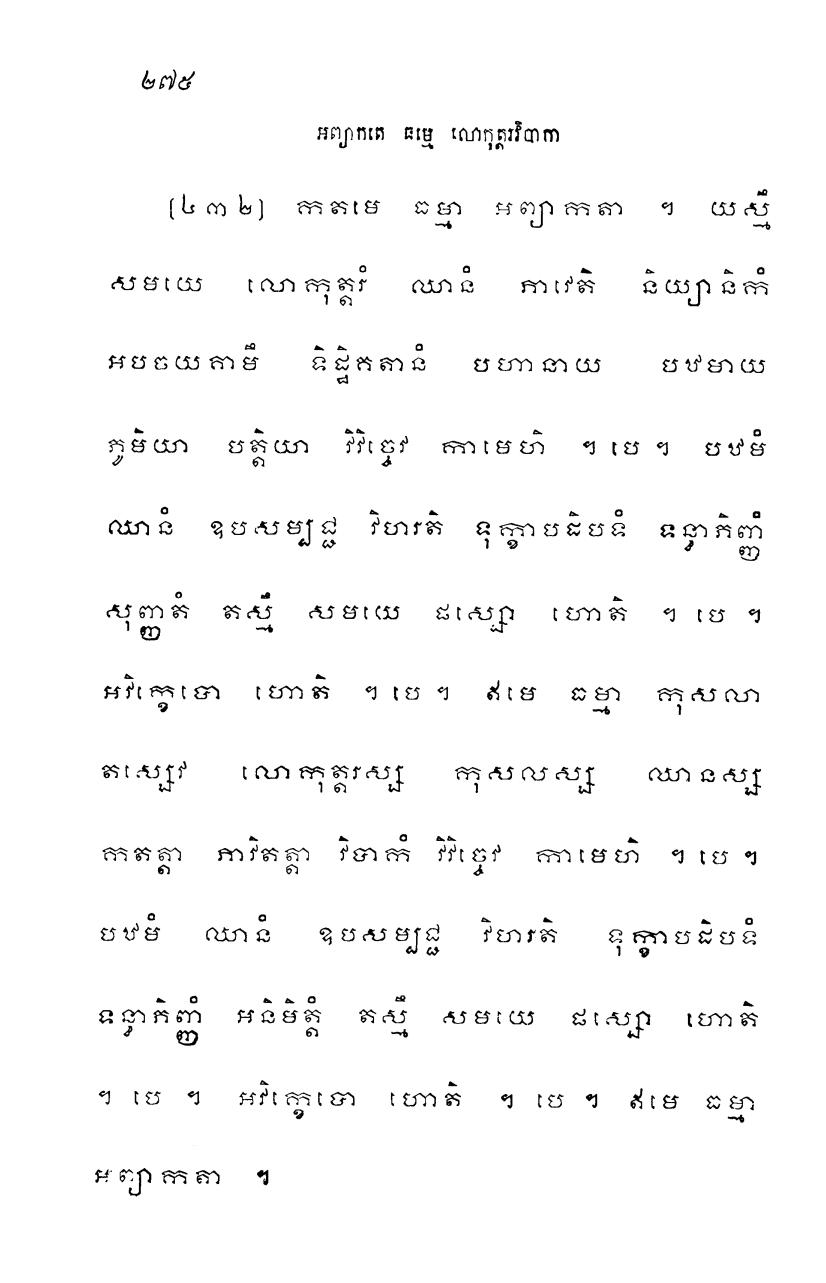 ២៧៥
អព្យាកតេ ធម្មេ លោកុត្តរវិបាកា
(៤៣២) កតមេ ធម្មា អព្យាកតា ។ យស្មឹ
សមយេ លោកុត្តរំ ឈានំ ភាវេតិ និយ្យានិកំ
អបចយគាមឹ ទិដ្ឋិគតានំ បហានាយ បឋមាយ
ភូមិយា បត្តិយា វិវិច្ចេវ កាមេហិ ។ បេ ។ បឋមំ
ឈានំ ឧបសម្បជ្ជ វិហរតិ ទុក្ខាបដិបទំ ទន្ធាភិញ្ញំ
សុញ្ញតំ តស្មឹ សមយេ ផស្សោ ហោតិ ។ បេ ។
អវិក្ខេបោ ហោតិ ។ បេ ។ ឥមេ ធម្មា កុសលា
តស្សេវ លោកុត្តរស្ស កុសលស្ស ឈានស្ស
កតត្តា ភាវិតត្តា វិបាកំ វិវិច្ចេវ កាមេហិ ។ បេ ។
បឋមំ ឈានំ ឧបសម្បជ្ជ វិហរតិ ទុក្ខាបដិបទំ
ទន្ធាភិញ្ញំ អនិមិត្តំ តស្មឹ សមយេ ផស្សោ ហោតិ
។ បេ ។ អវិក្ខេបោ ហោតិ ។ បេ ។ ឥមេ ធម្មា
អព្យាកតា ។